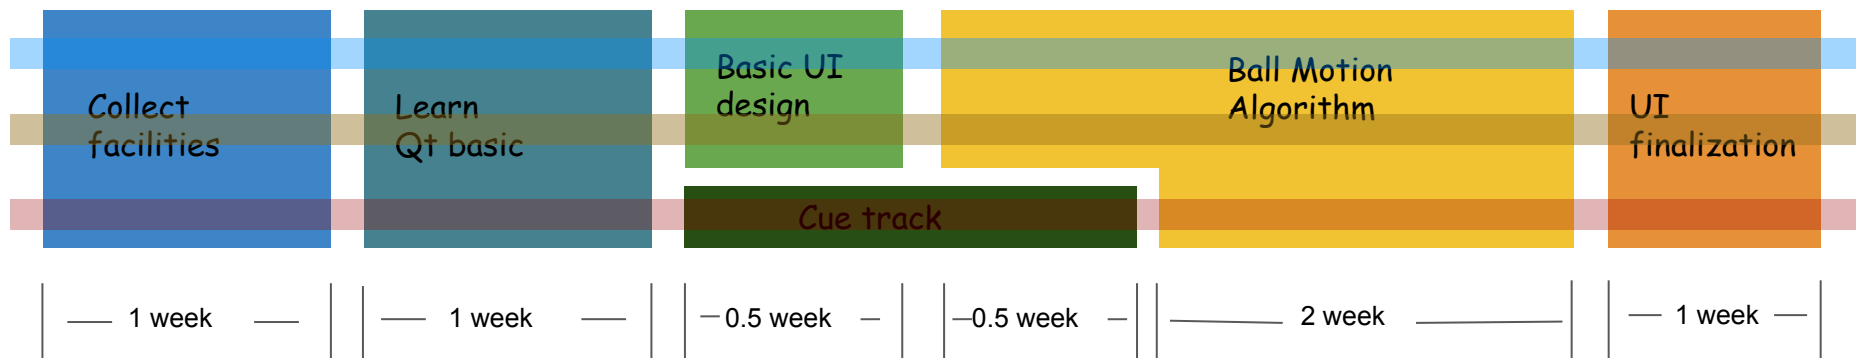 Collect
facilities
Learn
Qt basic
Basic UI
design
Ball Motion
Algorithm
UI
finalization
Cue track
1 week
1 week
0.5 week
0.5 week
2 week
1 week